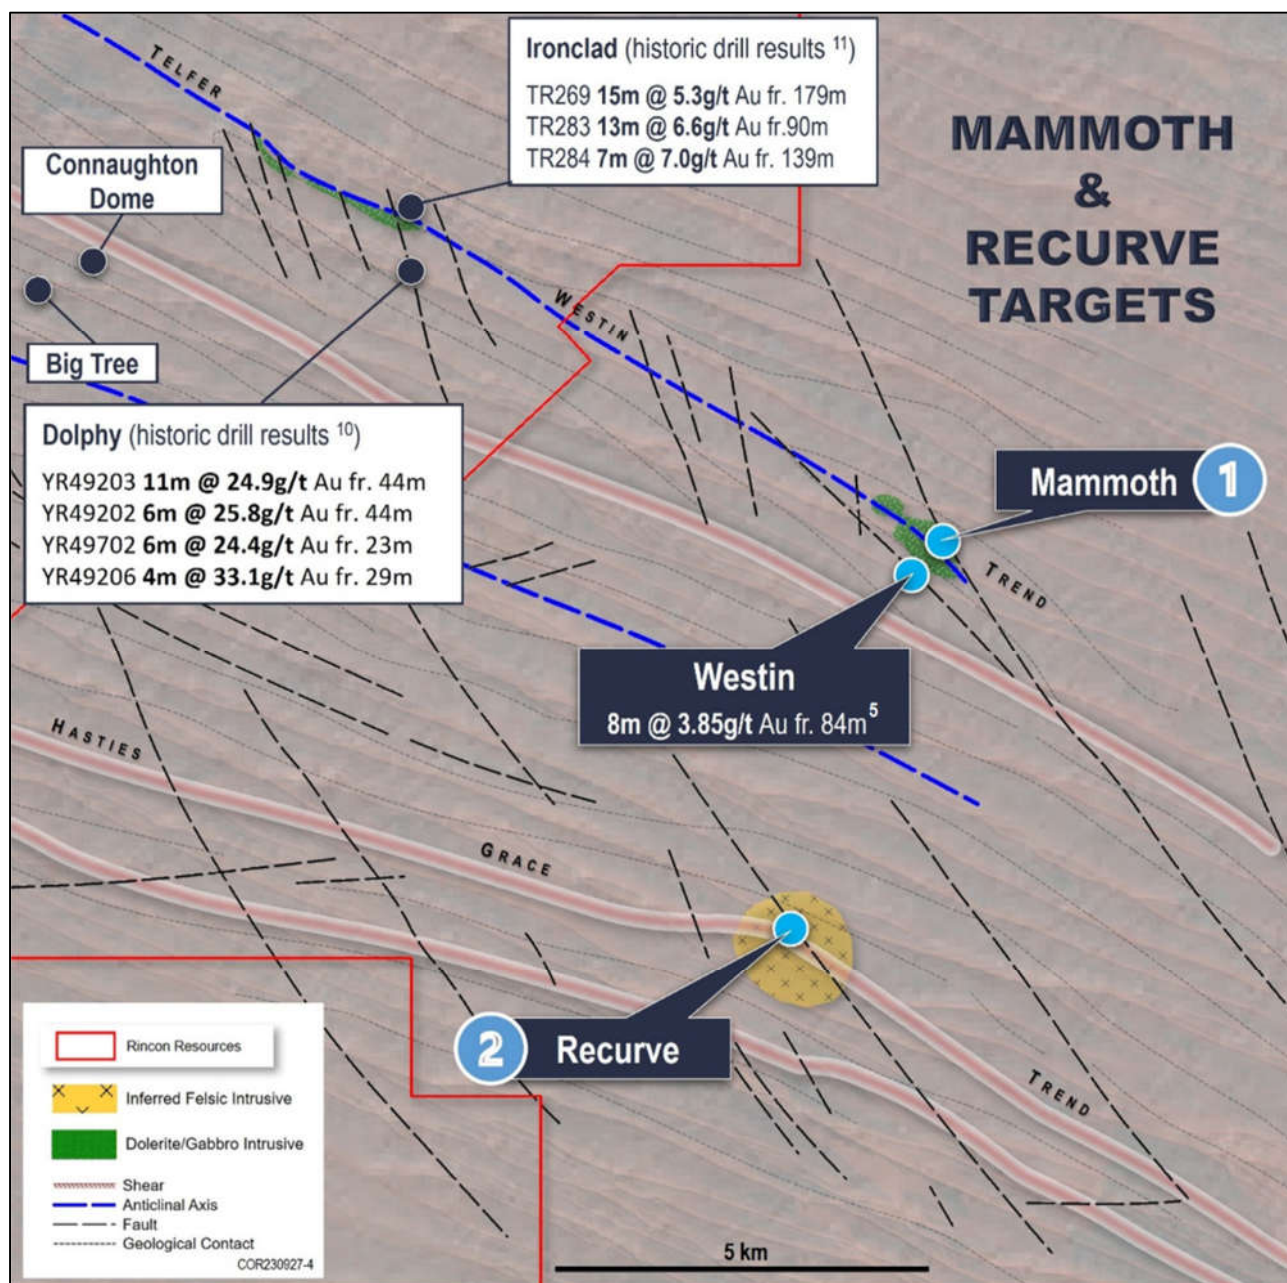 TELFER
Ironclad (historic drill results 11)
TR269 15m @ 5.3g/t Au fr. 179m
TR283 13m @ 6.6g/t Au fr.90m
TR284 7m @ 7.0g/t Au fr. 139m
MAMMOTH
&
RECURVE
TARGETS
Connaughton
Dome
WESTIN
Big Tree
Dolphy (historic drill results 10)
YR49203 11m @ 24.9g/t Au fr. 44m
YR49202 6m @ 25.8g/t Au fr. 44m
YR49702 6m @ 24.4g/t Au fr. 23m
YR49206 4m @ 33.1g/t Au fr. 29m
Mammoth 1
TREND
Westin
8m @ 3.85g/t Au fr. 84m5
HASTIES
GRACE
2 Recurve
TREND
Rincon Resources
Inferred Felsic Intrusive
Dolerite/Gabbro Intrusive
Shear
Anticlinal Axis
Fault
Geological Contact
COR230927-4
5 km